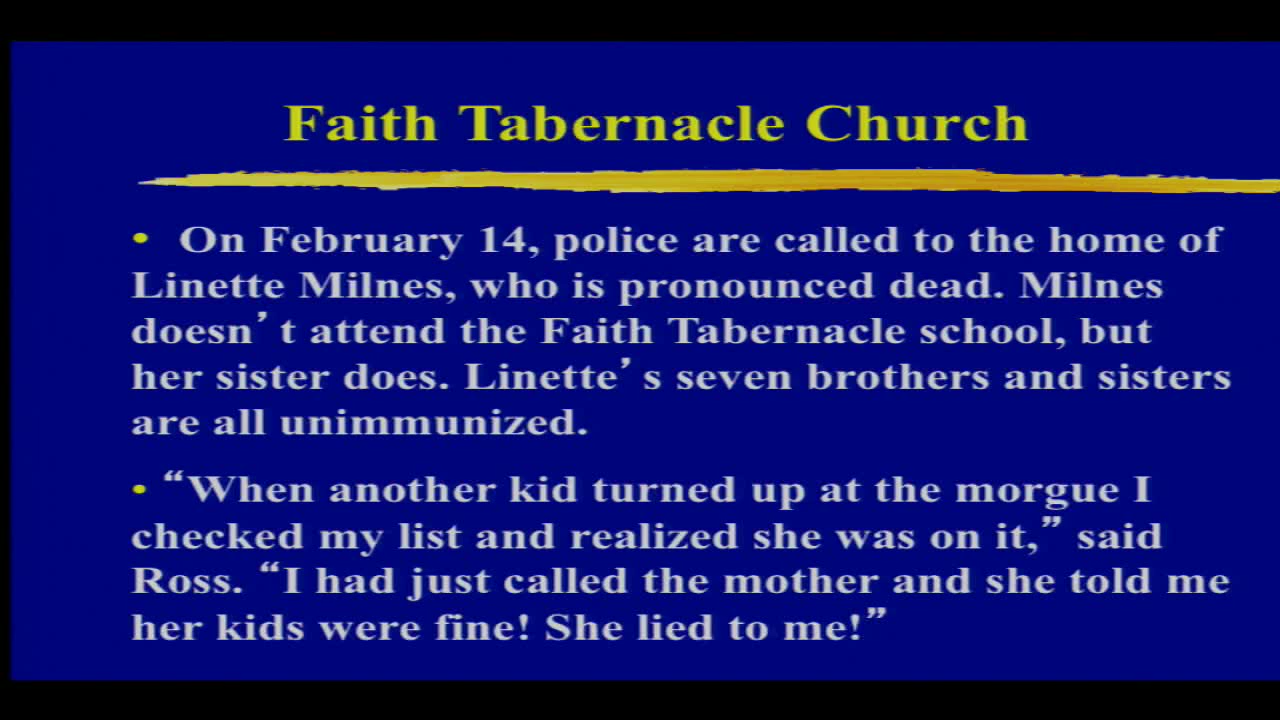 Faith Tabernacle Church
• On February 14, police are called to the home of
Linette Milnes, who is pronounced dead. Milnes
doesn’t attend the Faith Tabernacle school, but
her sister does. Linette’s seven brothers and sisters
are all unimmunized.
• “When another kid turned up at the morgue I
checked my list and realized she was on it,” said
Ross. “I had just called the mother and she told me
her kids were fine! She lied to me!”